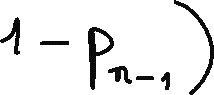 1 - p_{n-1})